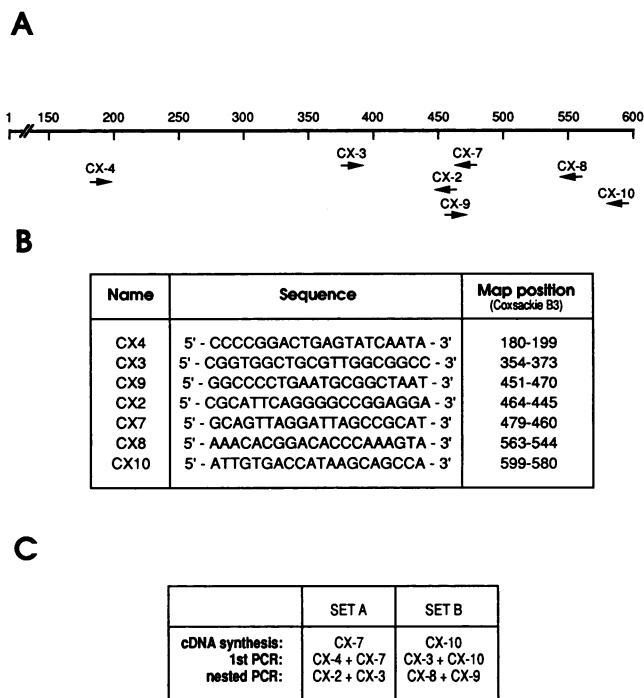 A
1 150 200 250 300 350 400 450 500 550 600
CX-3 CX-7
CX-4 CX-2 CX-8
CX-9 CX-10
B
Name Sequence Map position
(Coxsackie B3)
CX4 5' - CCCCGGACTGAGTATCAATA - 3' 180-199
CX3 5' - CGGTGGCTGCGTTGGCGGCC - 3' 354-373
CX9 5' - GGCCCCTGAATGCGGCTAAT - 3' 451-470
CX2 5' - CGCATTCAGGGGCCGGAGGA - 3' 464-445
CX7 5' - GCAGTTAGGATTAGCCGCAT - 3' 479-460
CX8 5' - AAACACGGACACCCAAAGTA - 3' 563-544
CX10 5' - ATTGTGACCATAAGCAGCCA - 3' 599-580
C
SET A SET B
cDNA synthesis: CX-7 CX-10
1st PCR: CX-4 + CX-7 CX-3 + CX-10
nested PCR: CX-2 + CX-3 CX-8 + CX-9